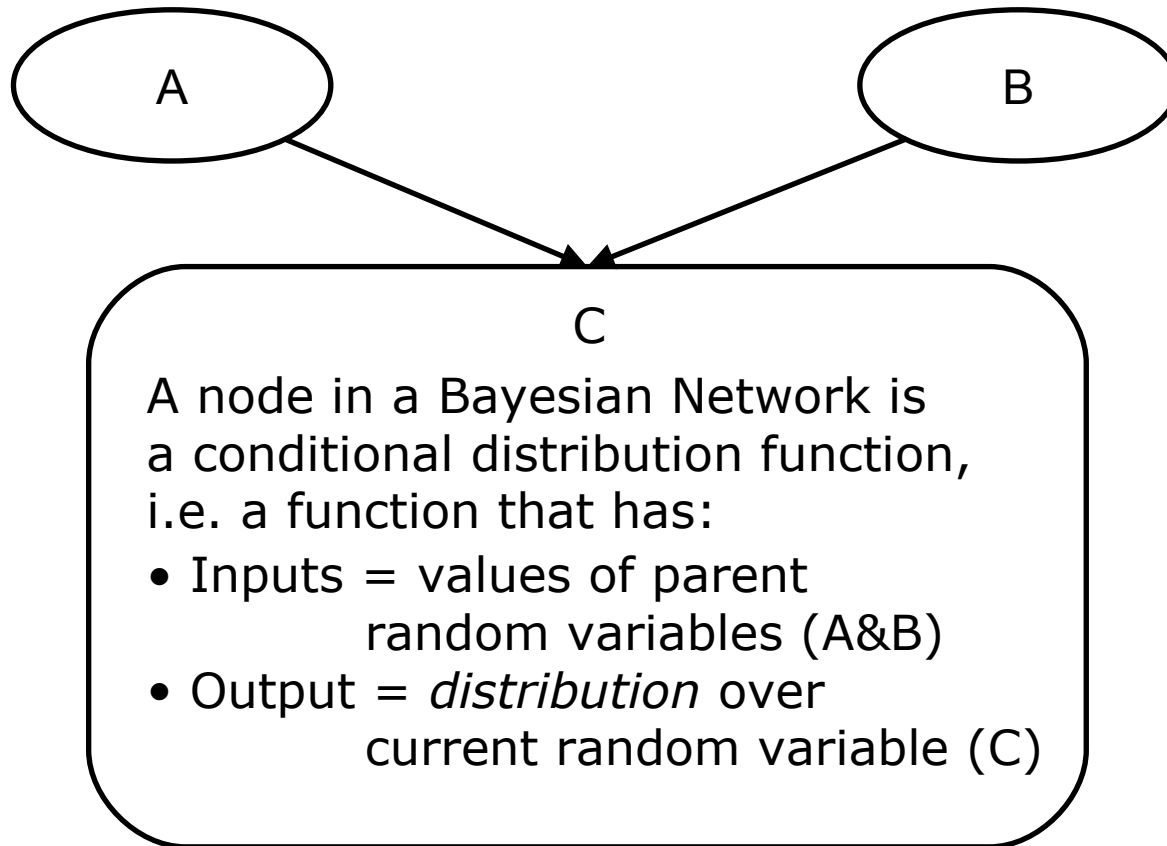 A
B
C
A node in a Bayesian Network is
a conditional distribution function,
i.e. a function that has:
• Inputs = values of parent
random variables (A&B)
• Output = distribution over
current random variable (C)